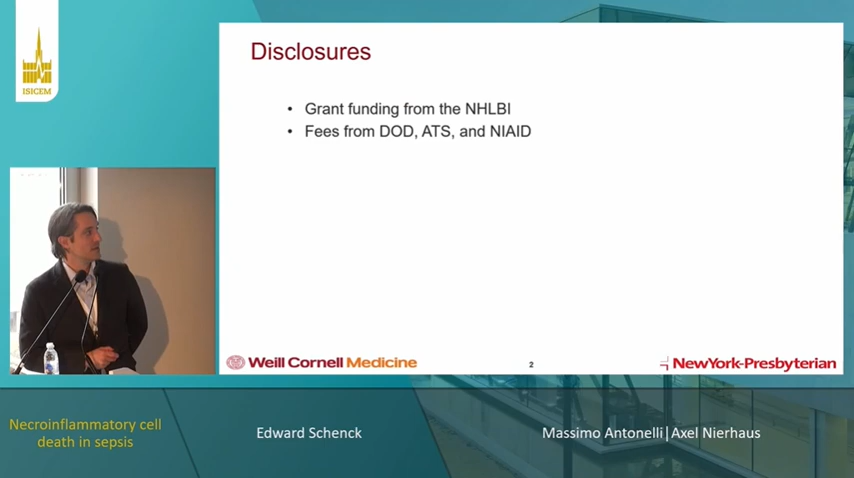 ISICEM
Disclosures
• Grant funding from the NHLBI
• Fees from DOD, ATS, and NIAID
Weill Cornell Medicine
2
NewYork-Presbyterian
Necroinflammatory cell
death in sepsis
Edward Schenck
Massimo Antonelli|Axel Nierhaus